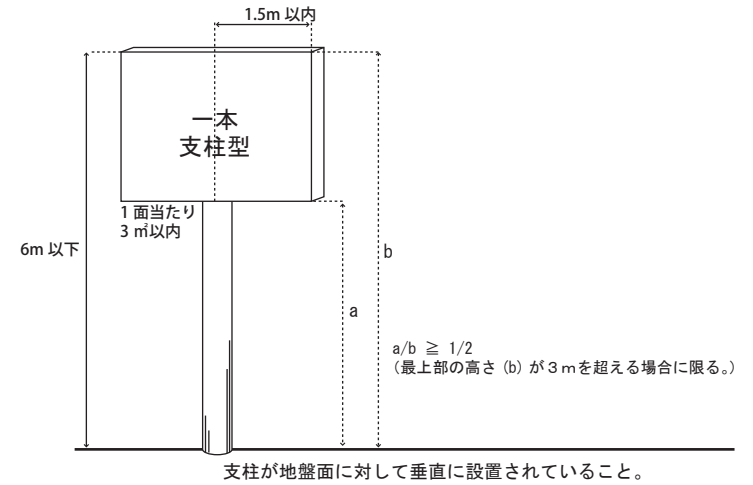 1.5m 以内
一本
支柱型
1 面当たり
3 ㎡以内
6m 以下
b
a
a/b ≧ 1/2
(最上部の高さ (b) が3mを超える場合に限る。)
支柱が地盤面に対して垂直に設置されていること。